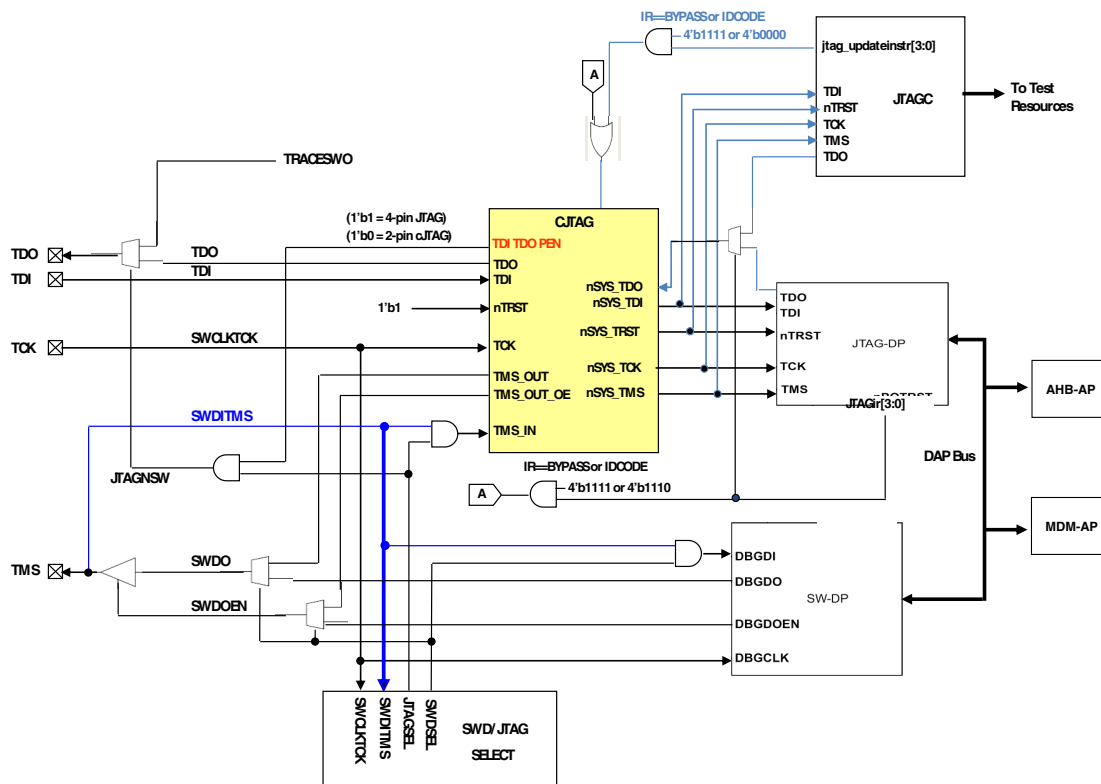 IR==BYPASS or IDCODE
4'b1111 or 4'b0000
jtag_updateinstr[3:0]
A
TDI
JTAGC
To Test
Resources
nTRST
TCK
TMS
TDO
TRACESWO
(1'b1 = 4-pin JTAG)
(1'b0 = 2-pin cJTAG)
CJTAG
TDI TDO PEN
TDO
TDO
TDO
TDI
TDI
TDI
nSYS_TDO
nSYS_TDI
TDO
TDI
1'b1
nTRST
nSYS_TRST
nTRST
JTAG-DP
TCK
SWCLKTCK
TCK
nSYS_TCK
TCK
TMS_OUT
TMS_OUT_OE
nSYS_TMS
TMS
JTAGir[3:0]
AHB-AP
SWDITMS
TMS_IN
DAP Bus
JTAGNSW
IR==BYPASS or IDCODE
4'b1111 or 4'b1110
A
MDM-AP
TMS
SWDO
DBGDI
DBGDO
SW-DP
SWDOEN
DBGDOEN
DBGCLK
SWCLKTCK
SWDITMS
JTAGSEL
SWDSEL
SWD/JTAG
SELECT